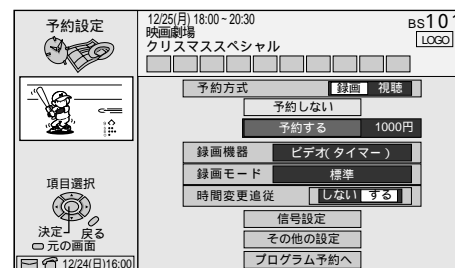 予約設定
12/25(月) 18:00~20:30
映画劇場
クリスマススペシャル
BS101
LOGO
予約方式 録画 視聴
予約しない
予約する 1000円
録画機器 ビデオ(タイマー)
録画モード 標準
時間変更追従 しない する
信号設定
その他の設定
プログラム予約へ
項目選択
決定 戻る
元の画面
12/24(日)16:00